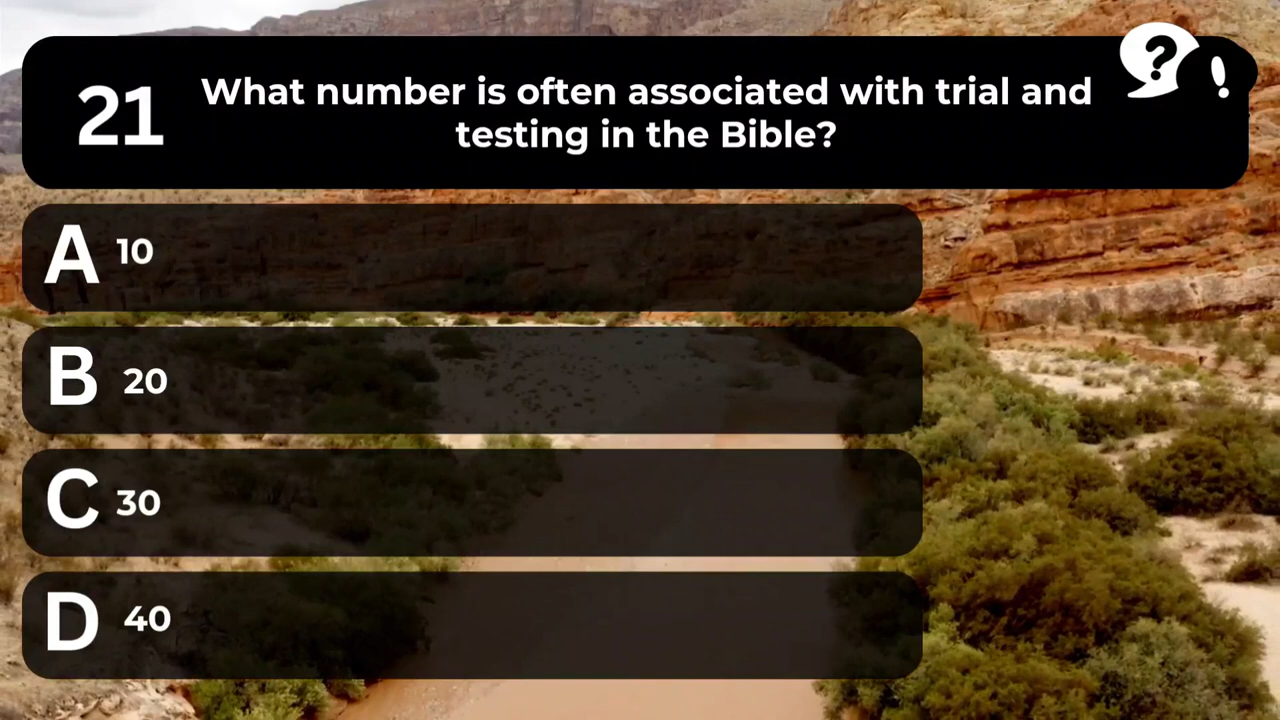 21
What number is often associated with trial and
testing in the Bible?
? !
A 10
B 20
C 30
D 40